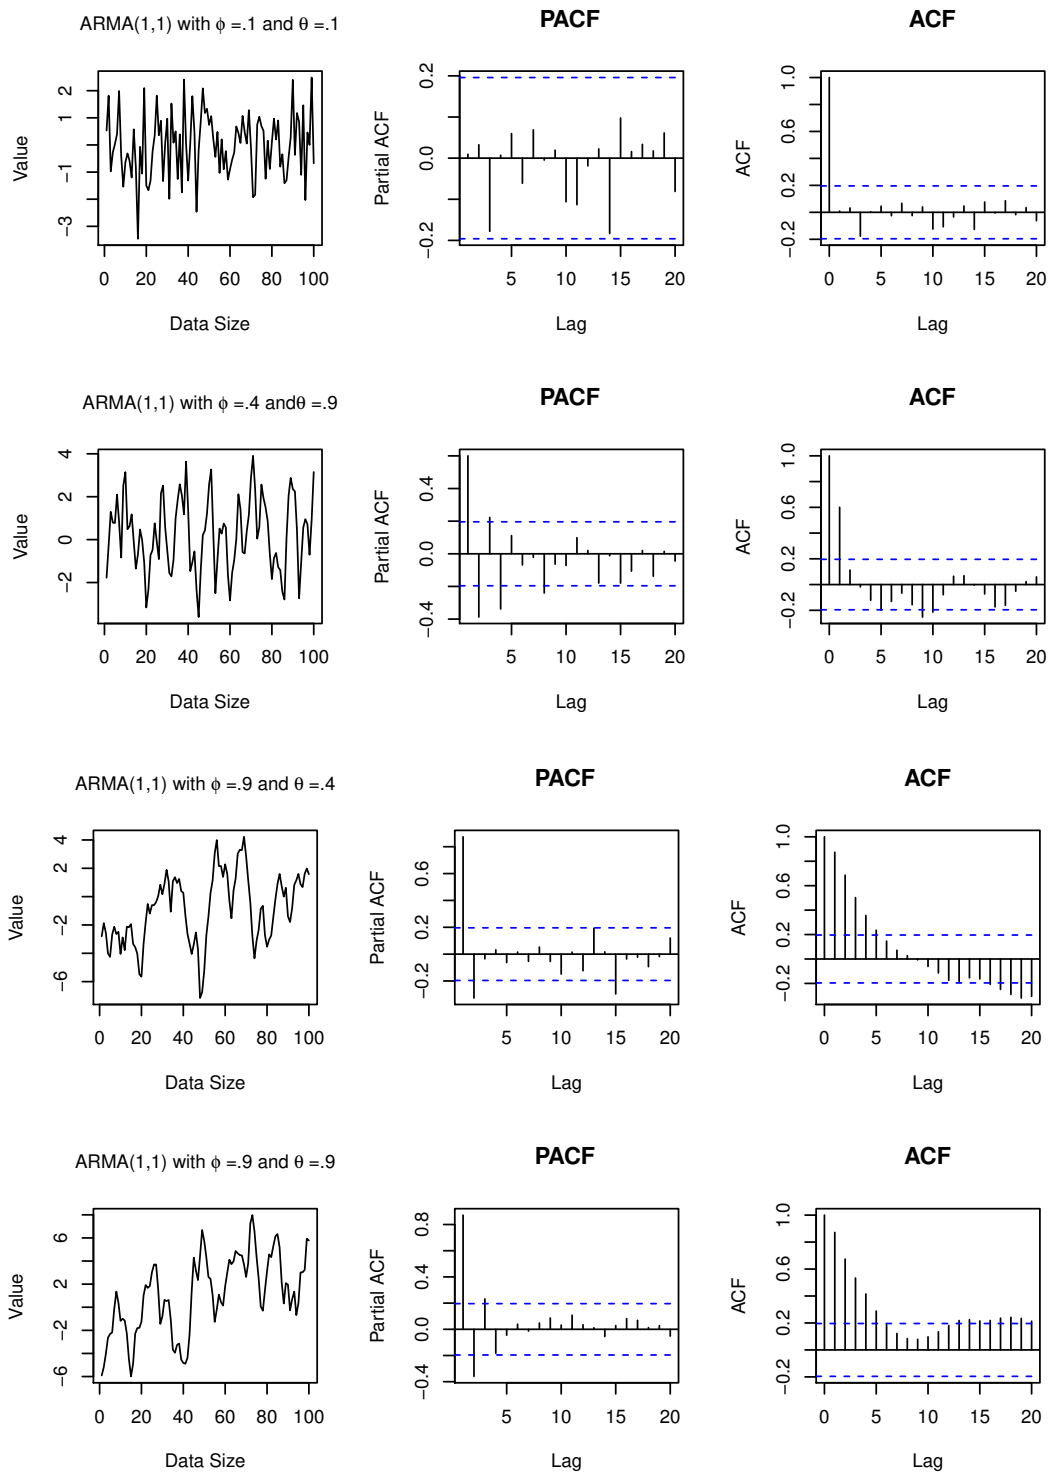 ARMA(1,1) with ϕ =.1 and θ =.1
PACF
ACF
2
1
−1
−3
Value
0 20 40 60 80 100
Data Size
0.2
0.0
−0.2
Partial ACF
5 10 15 20
Lag
1.0
0.6
0.2
−0.2
ACF
0 5 10 15 20
Lag
ARMA(1,1) with ϕ =.4 andθ =.9
PACF
ACF
4
2
0
−2
Value
0 20 40 60 80 100
Data Size
0.4
0.0
−0.4
Partial ACF
5 10 15 20
Lag
1.0
0.6
0.2
−0.2
ACF
0 5 10 15 20
Lag
ARMA(1,1) with ϕ =.9 and θ =.4
PACF
ACF
4
2
−2
−6
Value
0 20 40 60 80 100
Data Size
0.6
0.2
−0.2
Partial ACF
5 10 15 20
Lag
1.0
0.6
0.2
−0.2
ACF
0 5 10 15 20
Lag
ARMA(1,1) with ϕ =.9 and θ =.9
PACF
ACF
6
2
−2
−6
Value
0 20 40 60 80 100
Data Size
0.8
0.4
0.0
−0.4
Partial ACF
5 10 15 20
Lag
1.0
0.6
0.2
−0.2
ACF
0 5 10 15 20
Lag